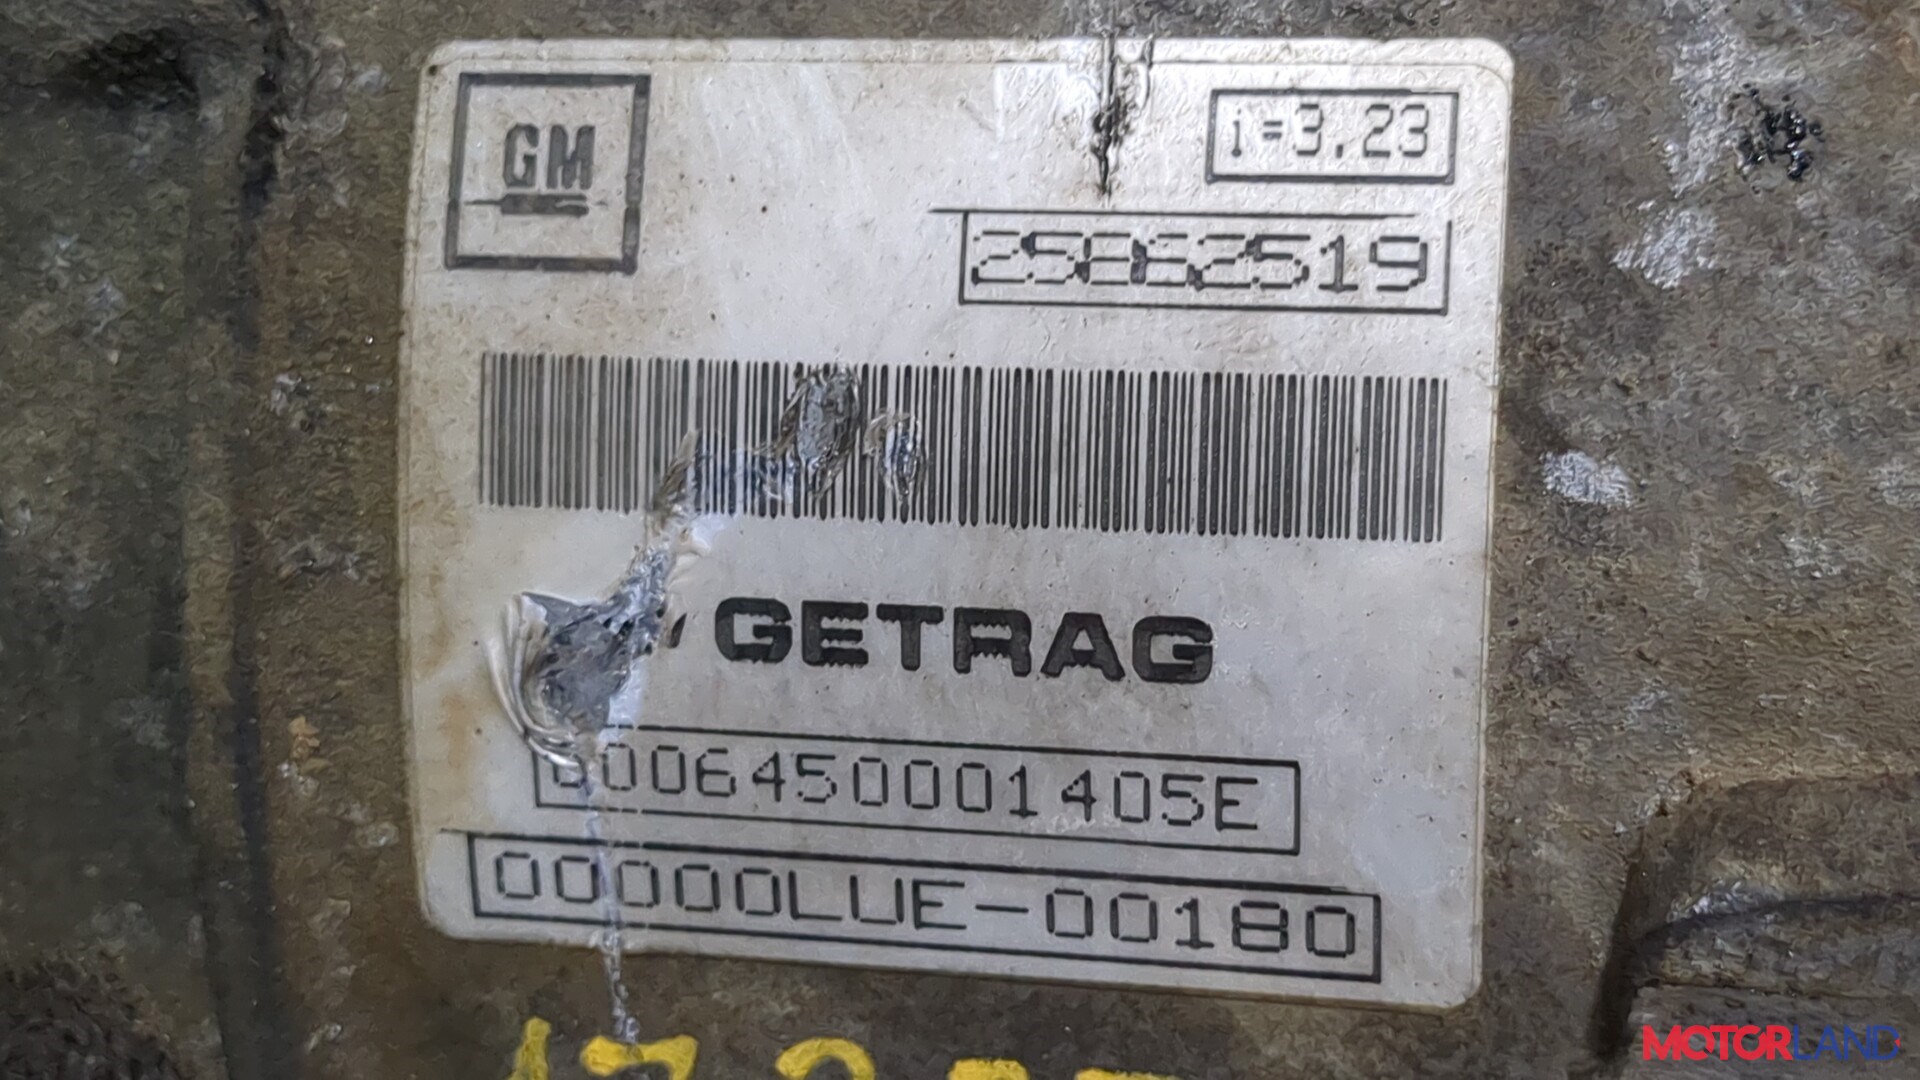 GM
i=3,23
25862519
GETRAG
0006450001405E
00000LUE-00180
MOTORLAND